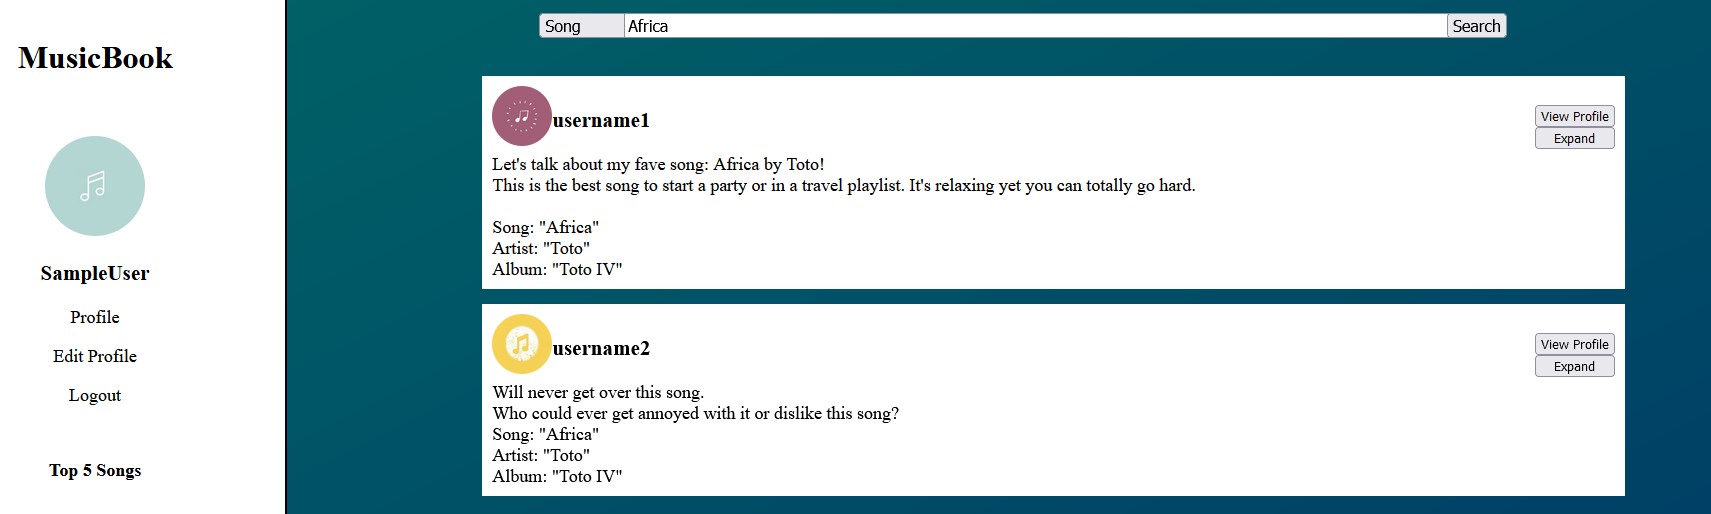 MusicBook
SampleUser
Profile
Edit Profile
Logout
Top 5 Songs
Song Africa Search
username1
View Profile
Expand
Let's talk about my fave song: Africa by Toto!
This is the best song to start a party or in a travel playlist. It's relaxing yet you can totally go hard.
Song: "Africa"
Artist: "Toto"
Album: "Toto IV"
username2
View Profile
Expand
Will never get over this song.
Who could ever get annoyed with it or dislike this song?
Song: "Africa"
Artist: "Toto"
Album: "Toto IV"